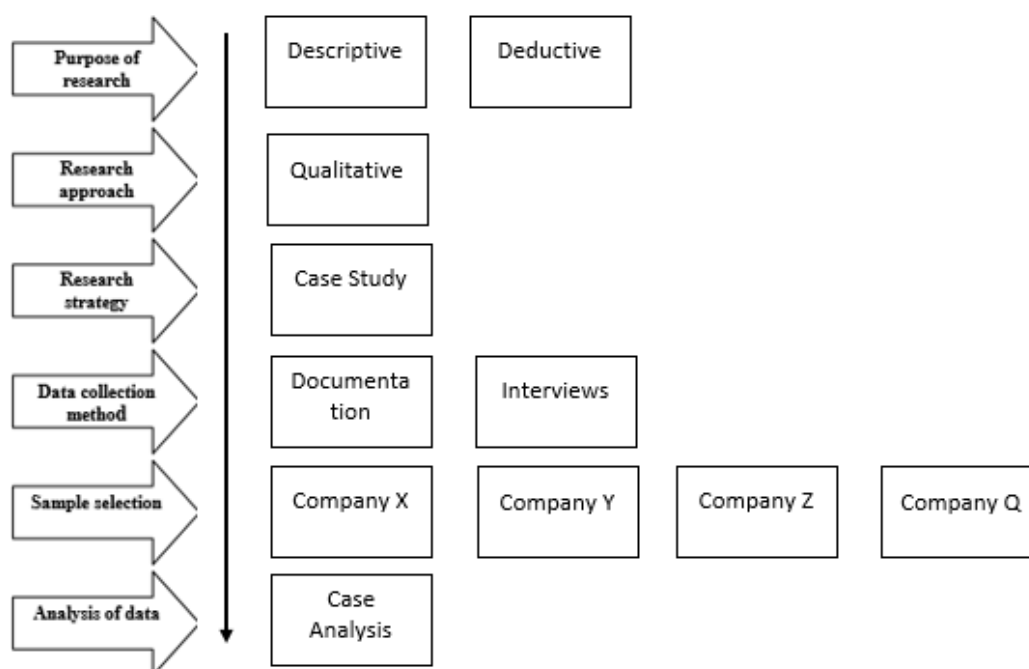 Purpose of
research
Descriptive
Deductive
Research
approach
Qualitative
Research
strategy
Case Study
Data collection
method
Documenta
tion
Interviews
Sample selection
Company X
Company Y
Company Z
Company Q
Analysis of data
Case
Analysis